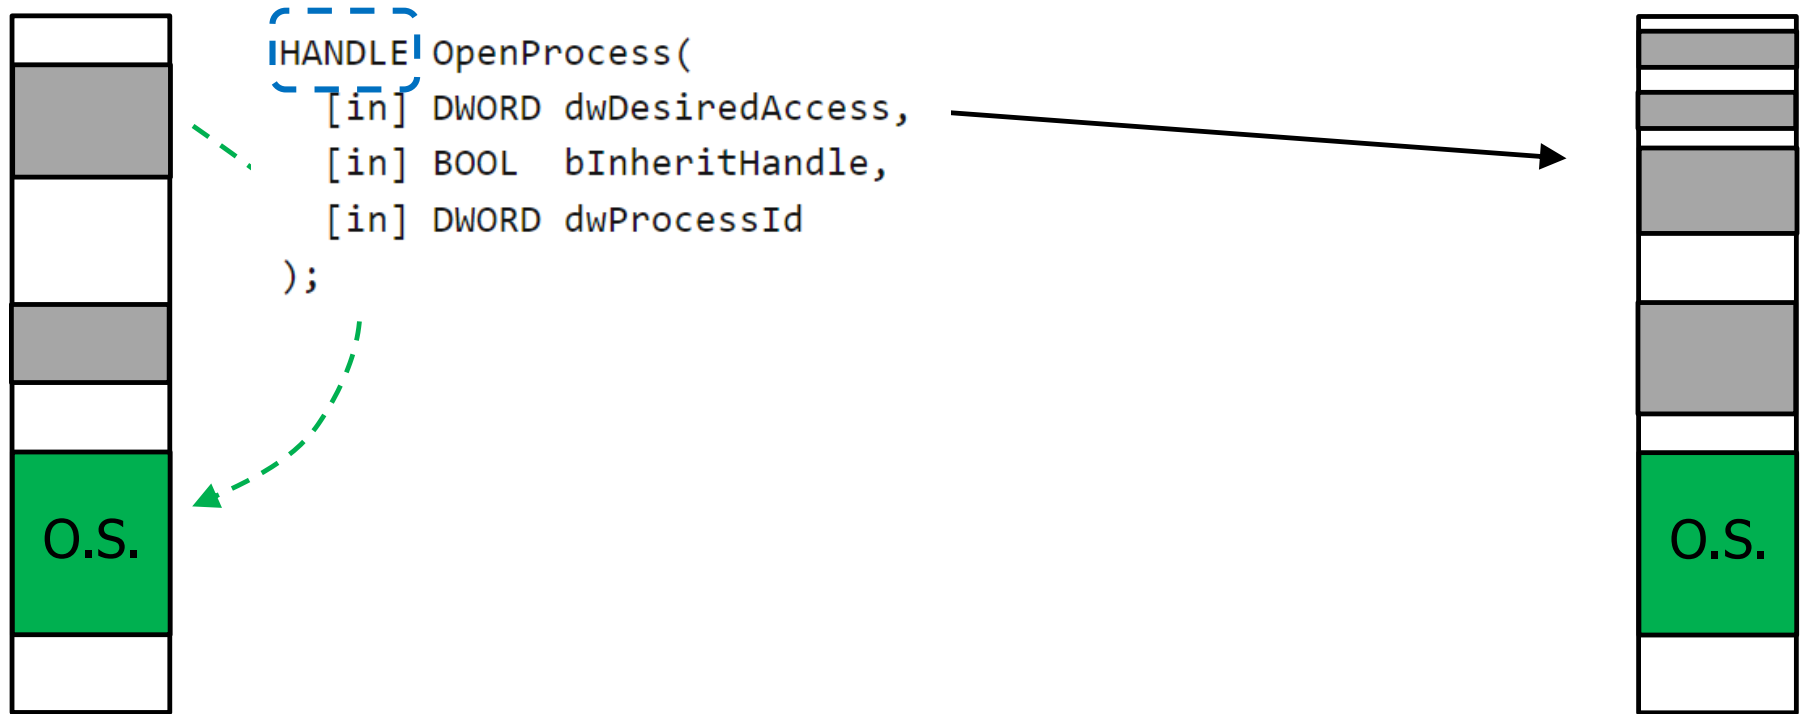 HANDLE OpenProcess(
[in] DWORD dwDesiredAccess,
[in] BOOL bInheritHandle,
[in] DWORD dwProcessId
);
O.S.
O.S.